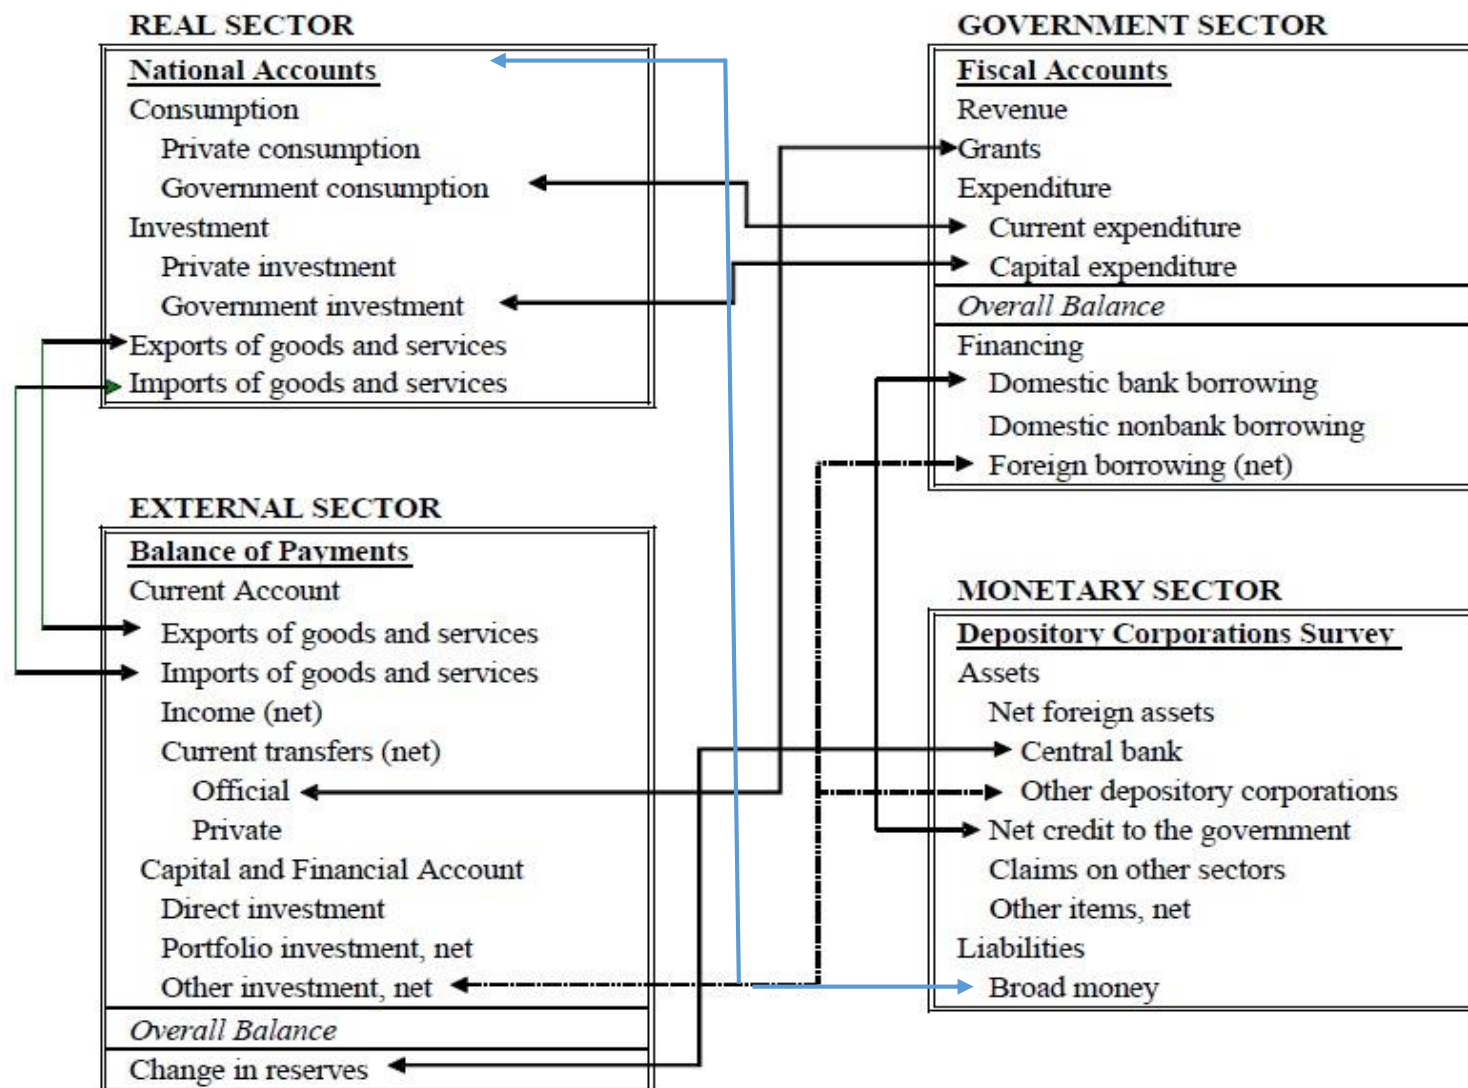 REAL SECTOR
National Accounts
Consumption
Private consumption
Government consumption
Investment
Private investment
Government investment
Exports of goods and services
Imports of goods and services
EXTERNAL SECTOR
Balance of Payments
Current Account
Exports of goods and services
Imports of goods and services
Income (net)
Current transfers (net)
Official
Private
Capital and Financial Account
Direct investment
Portfolio investment, net
Other investment, net
Overall Balance
Change in reserves
GOVERNMENT SECTOR
Fiscal Accounts
Revenue
Grants
Expenditure
Current expenditure
Capital expenditure
Overall Balance
Financing
Domestic bank borrowing
Domestic nonbank borrowing
Foreign borrowing (net)
MONETARY SECTOR
Depository Corporations Survey
Assets
Net foreign assets
Central bank
Other depository corporations
Net credit to the government
Claims on other sectors
Other items, net
Liabilities
Broad money